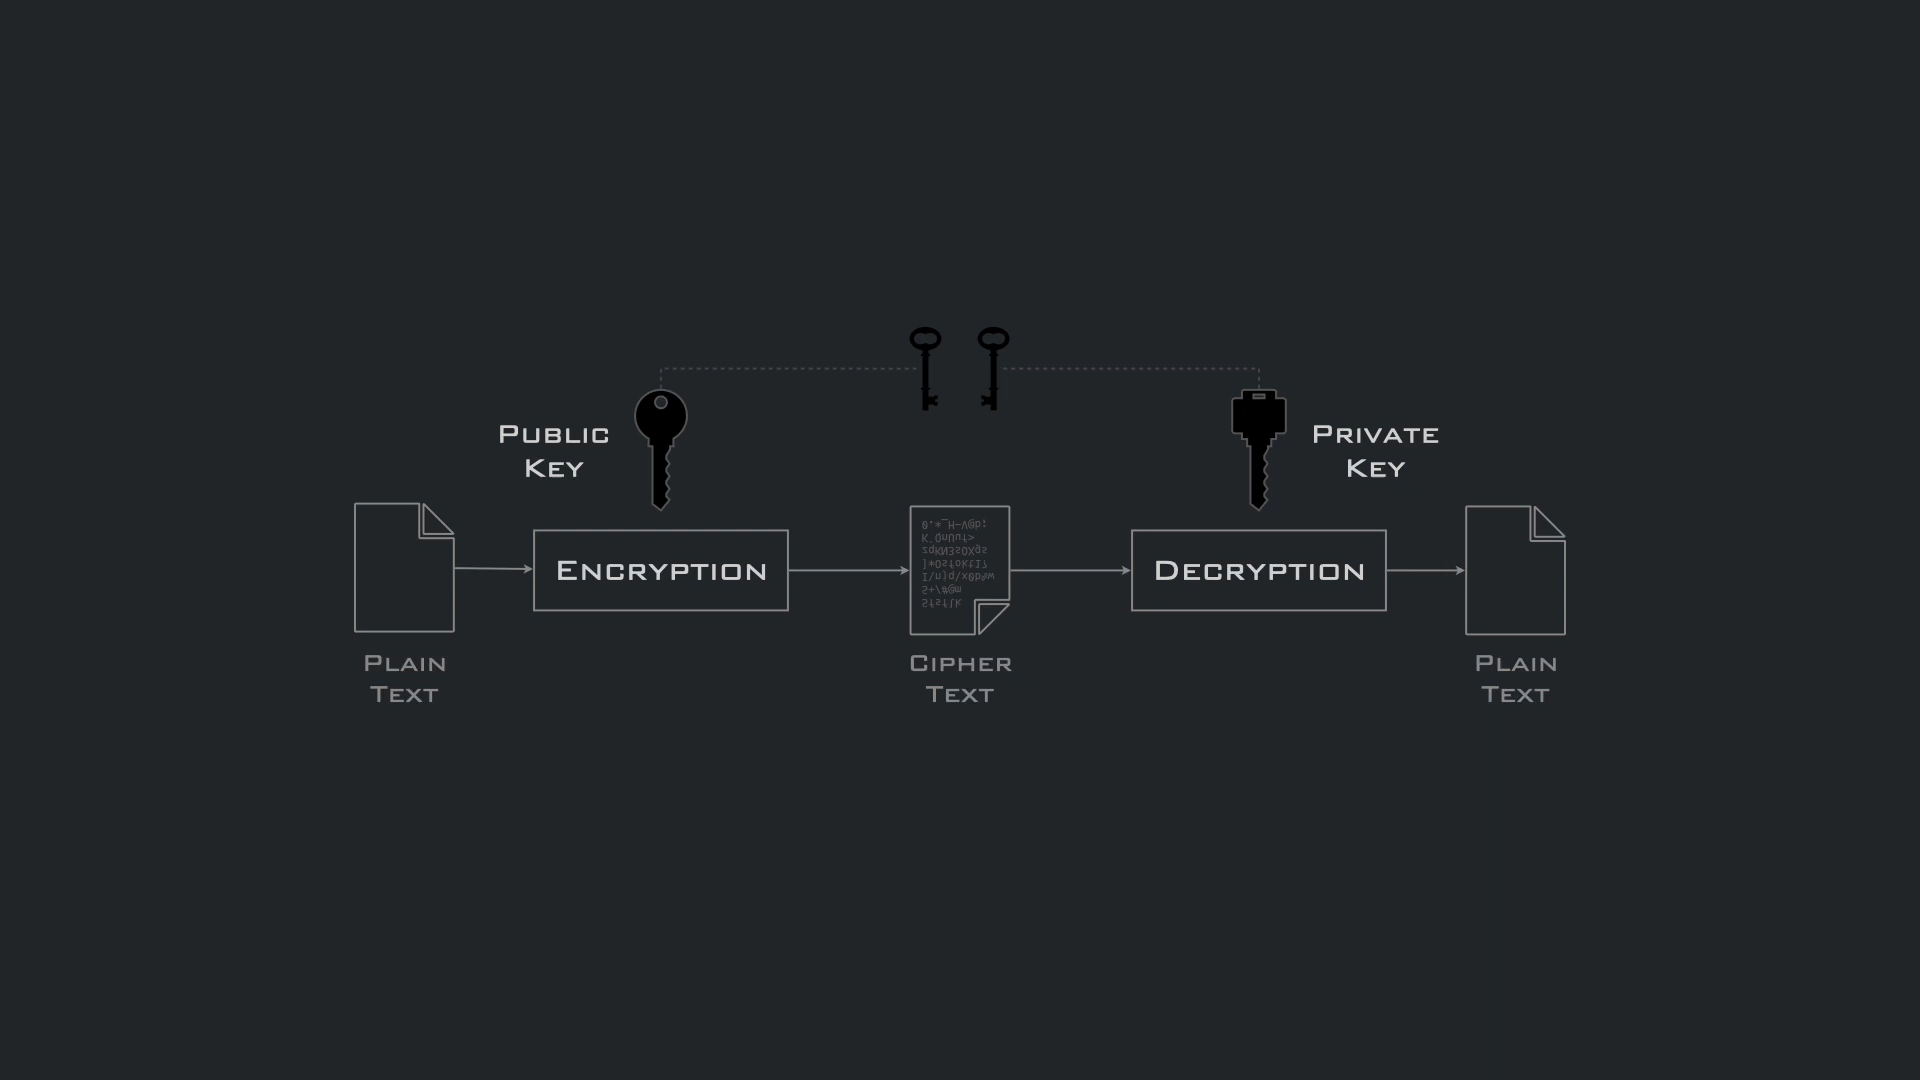 Public
Key
Private
Key
Encryption
Decryption
Plain
Text
Cipher
Text
Plain
Text